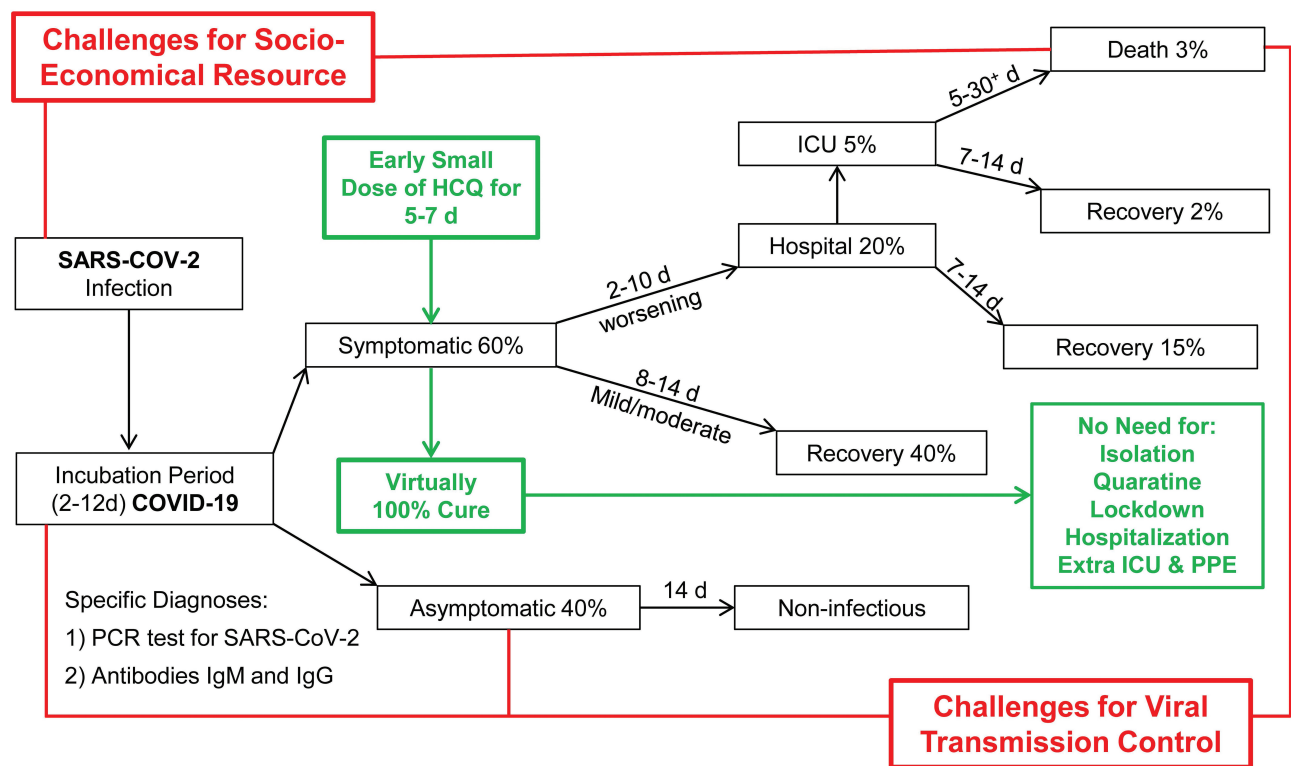 Challenges for Socio-
Economical Resource
Death 3%
5-30⁺ d
ICU 5%
7-14 d
Recovery 2%
Early Small
Dose of HCQ for
5-7 d
Hospital 20%
SARS-COV-2
Infection
2-10 d
worsening
7-14 d
Symptomatic 60%
Recovery 15%
8-14 d
Mild/moderate
Recovery 40%
No Need for:
Isolation
Quaratine
Lockdown
Hospitalization
Extra ICU & PPE
Incubation Period
(2-12d) COVID-19
Virtually
100% Cure
Asymptomatic 40%
14 d
Non-infectious
Specific Diagnoses:
1) PCR test for SARS-CoV-2
2) Antibodies IgM and IgG
Challenges for Viral
Transmission Control